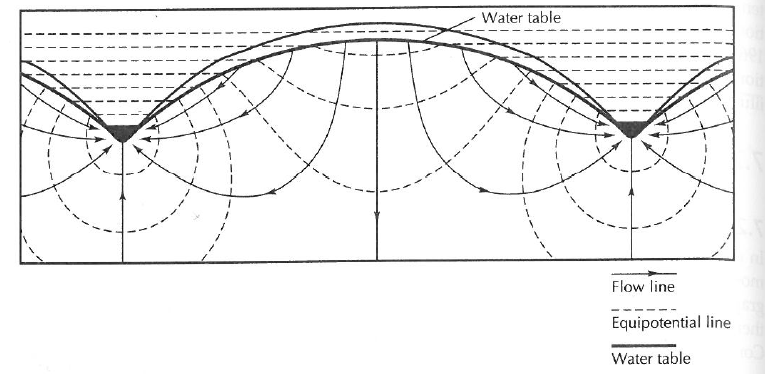 Water table
Flow line
Equipotential line
Water table